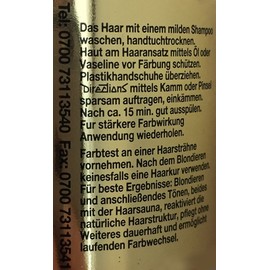 Das Haar mit einem milden Shampoo
waschen, handtuchtrocknen.
Haut am Haaransatz mittels Öl oder
Vaseline vor Färbung schützen.
Plastikhandschuhe überziehen.
Directions mittels Kamm oder Pinsel
sparsam auftragen, einkämmen.
Nach ca. 15 min. gut ausspülen.
Fur stärkere Farbwirkung
Anwendung wiederholen.
Farbtest an einer Haarsträhne
vornehmen. Nach dem Blondieren
keinesfalls eine Haarkur verwenden.
Für beste Ergebnisse: Blondieren
und anschließendes Tönen, beides
mit der Haarsauna, reaktiviert die
natürliche Haarstruktur, pflegt ohne
Weiteres dauerhaft und ermöglicht
laufenden Farbwechsel.
Tel: 0700 73113540 Fax: 0700 7311354